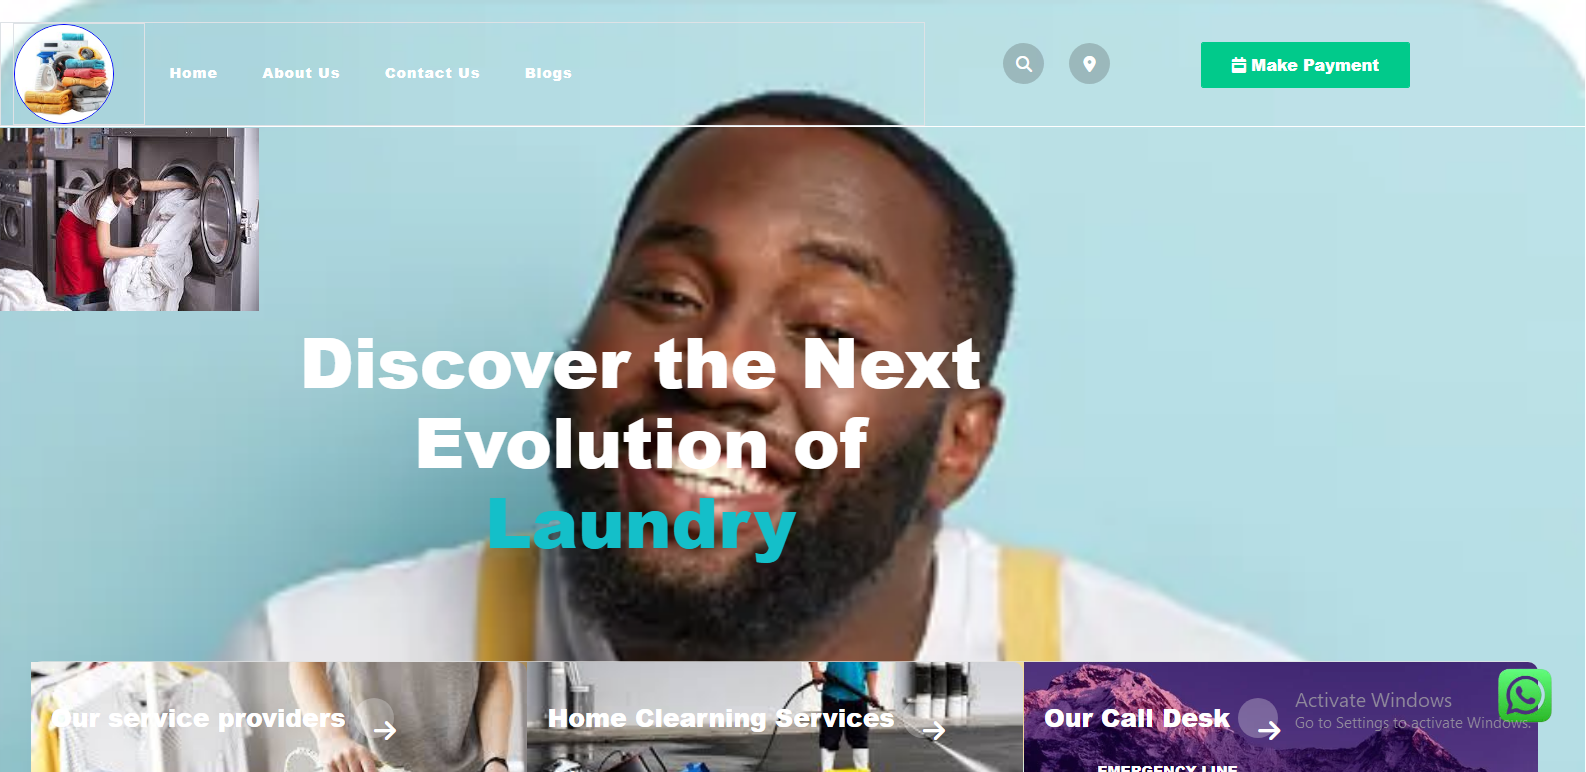 Home About Us Contact Us Blogs Make Payment
Discover the Next
Evolution of
Laundry
Our service providers
Home Clearning Services
Our Call Desk
EMERGENCY LINE
Activate Windows
Go to Settings to activate Windows.